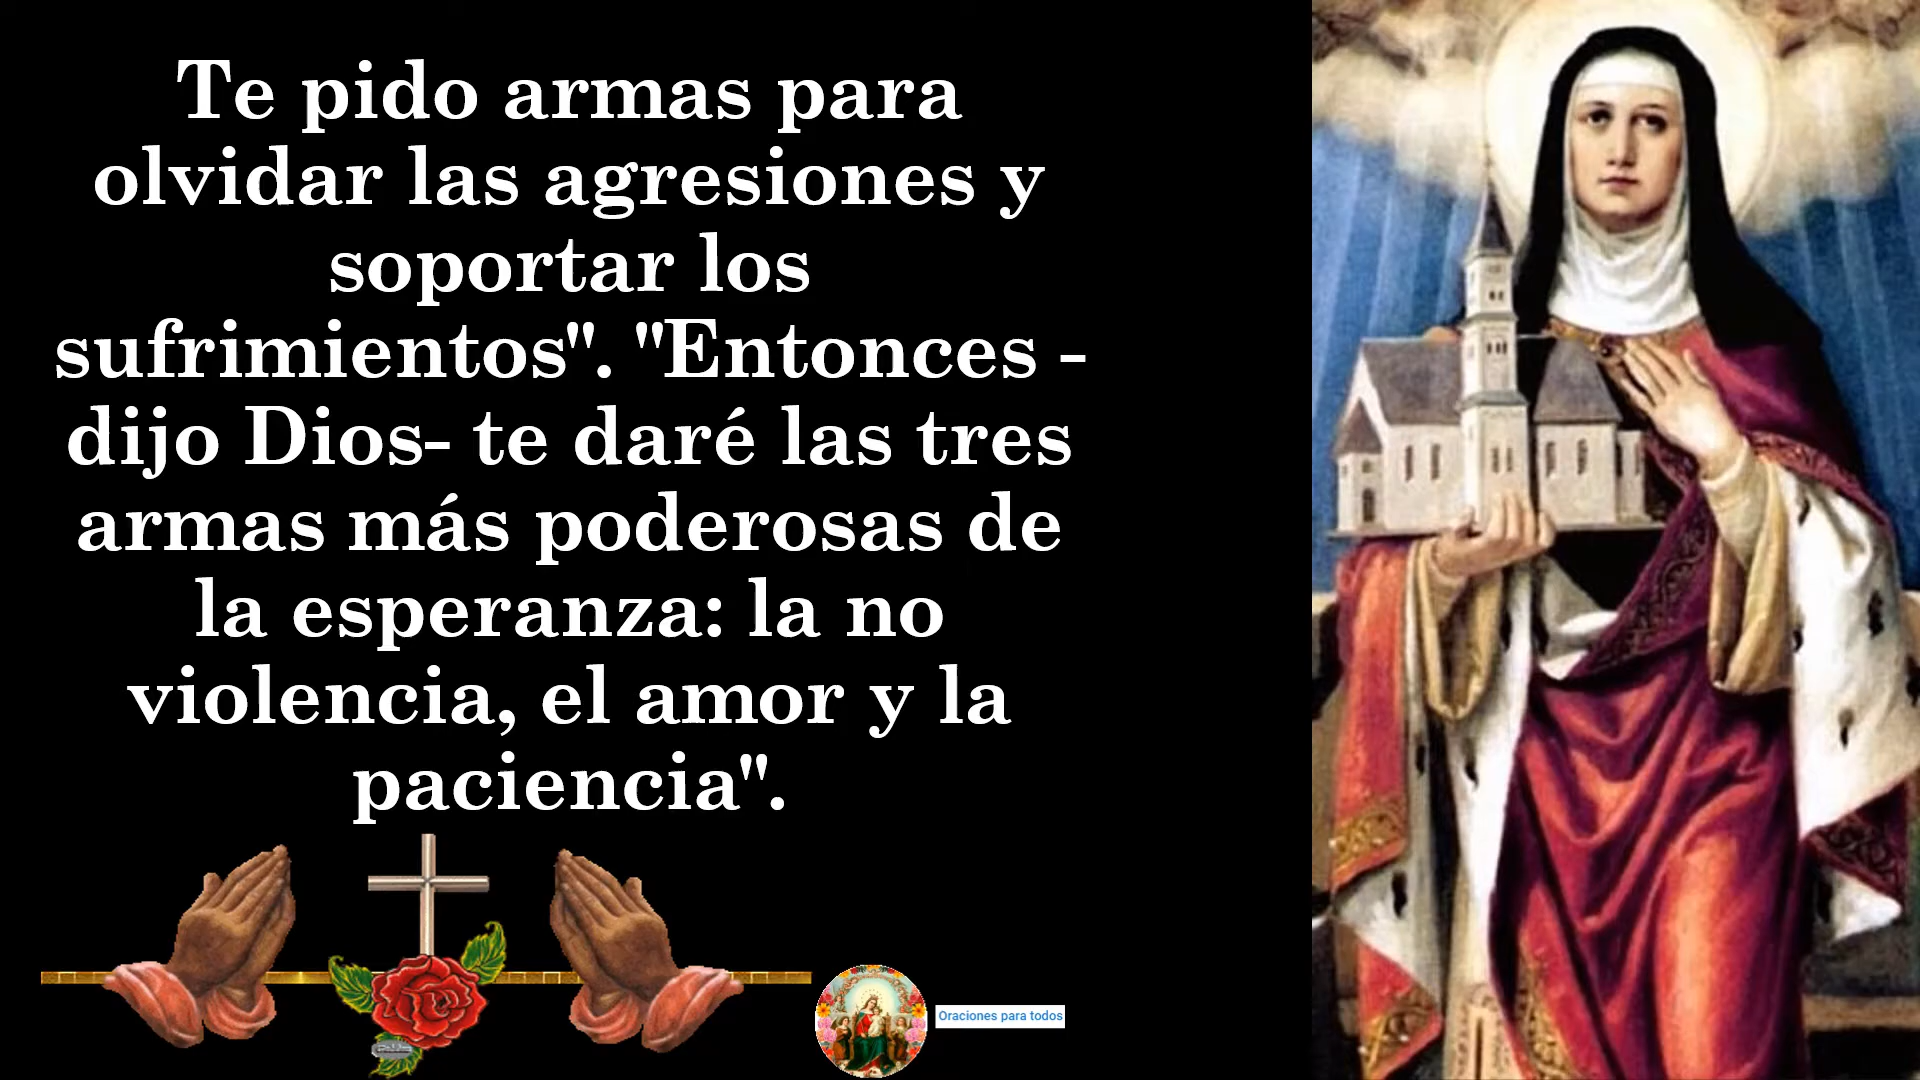 Te pido armas para
olvidar las agresiones y
soportar los
sufrimientos". "Entonces -
dijo Dios- te daré las tres
armas más poderosas de
la esperanza: la no
violencia, el amor y la
paciencia".
Oraciones para todos